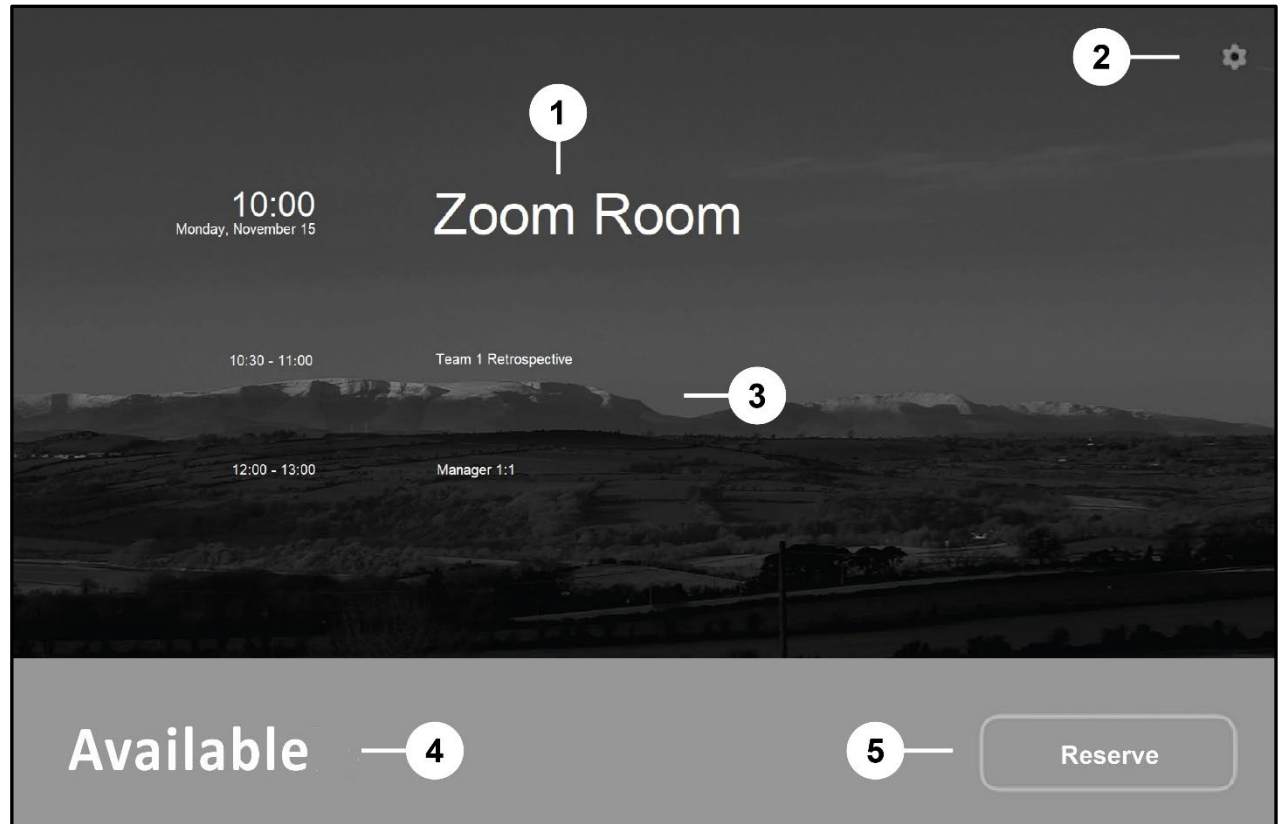 2
1
10:00
Zoom Room
Monday, November 15
10:30 - 11:00
Team 1 Retrospective
3
12:00 - 13:00
Manager 1:1
Available
4
5
Reserve